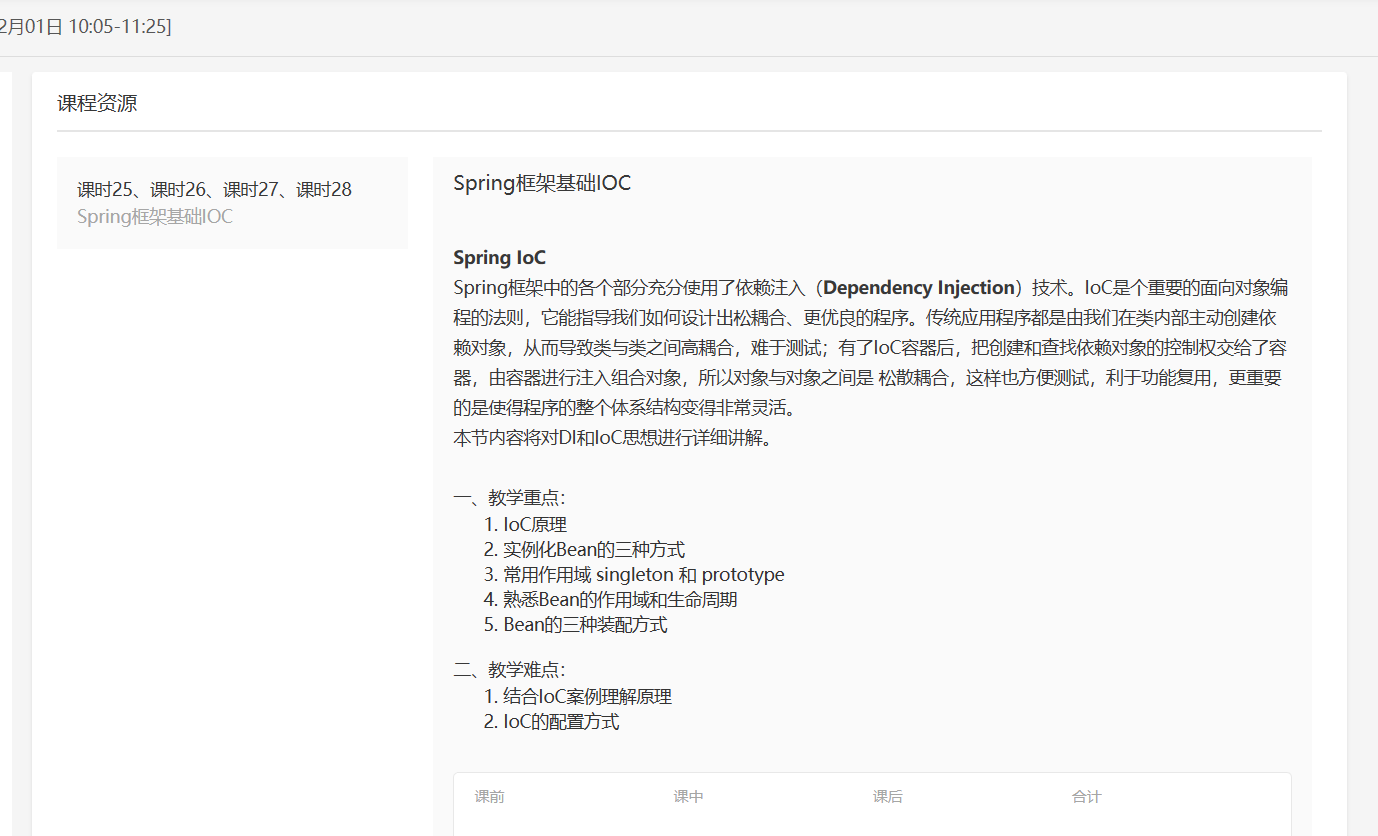 2月01日 10:05-11:25]
课程资源
课时25、课时26、课时27、课时28
Spring框架基础IOC
Spring框架基础IOC
Spring IoC
Spring框架中的各个部分充分使用了依赖注入（Dependency Injection）技术。IoC是个重要的面向对象编
程的法则，它能指导我们如何设计出松耦合、更优良的程序。传统应用程序都是由我们在类内部主动创建依
赖对象，从而导致类与类之间高耦合，难于测试；有了IoC容器后，把创建和查找依赖对象的控制权交给了容
器，由容器进行注入组合对象，所以对象与对象之间是 松散耦合，这样也方便测试，利于功能复用，更重要
的是使得程序的整个体系结构变得非常灵活。
本节内容将对DI和IoC思想进行详细讲解。
一、教学重点：
1. IoC原理
2. 实例化Bean的三种方式
3. 常用作用域 singleton 和 prototype
4. 熟悉Bean的作用域和生命周期
5. Bean的三种装配方式
二、教学难点：
1. 结合IoC案例理解原理
2. IoC的配置方式
课前 课中 课后 合计